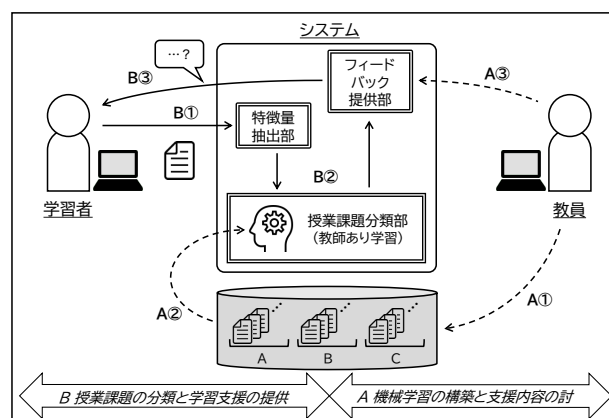 システム
…?
フィード
バック
提供部
B③
A③
B①
特徴量
抽出部
B②
学習者
教員
授業課題分類部
(教師あり学習)
A②
A①
A
B
C
B 授業課題の分類と学習支援の提供
A 機械学習の構築と支援内容の討